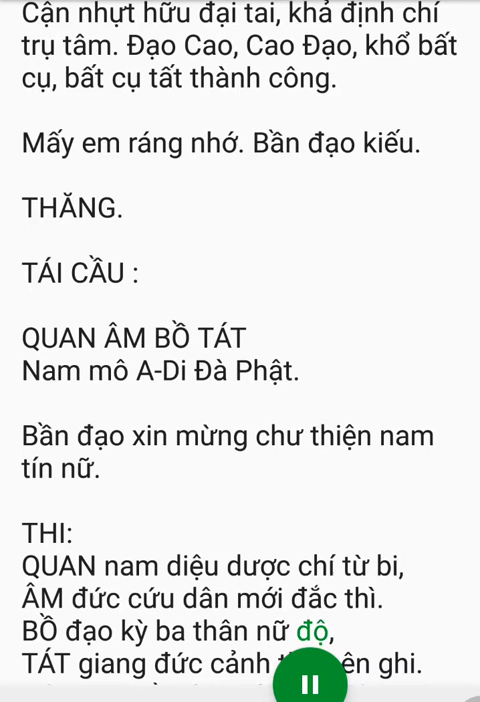 Cận nhựt hữu đại tai, khả định chí
trụ tâm. Đạo Cao, Cao Đạo, khổ bất
cụ, bất cụ tất thành công.
Mấy em ráng nhớ. Bần đạo kiếu.
THĂNG.
TÁI CẦU :
QUAN ÂM BỒ TÁT
Nam mô A-Di Đà Phật.
Bần đạo xin mừng chư thiện nam
tín nữ.
THI:
QUAN nam diệu dược chí từ bi,
ÂM đức cứu dân mới đắc thì.
BỒ đạo kỳ ba thân nữ độ,
TÁT giang đức cảnh ghi.